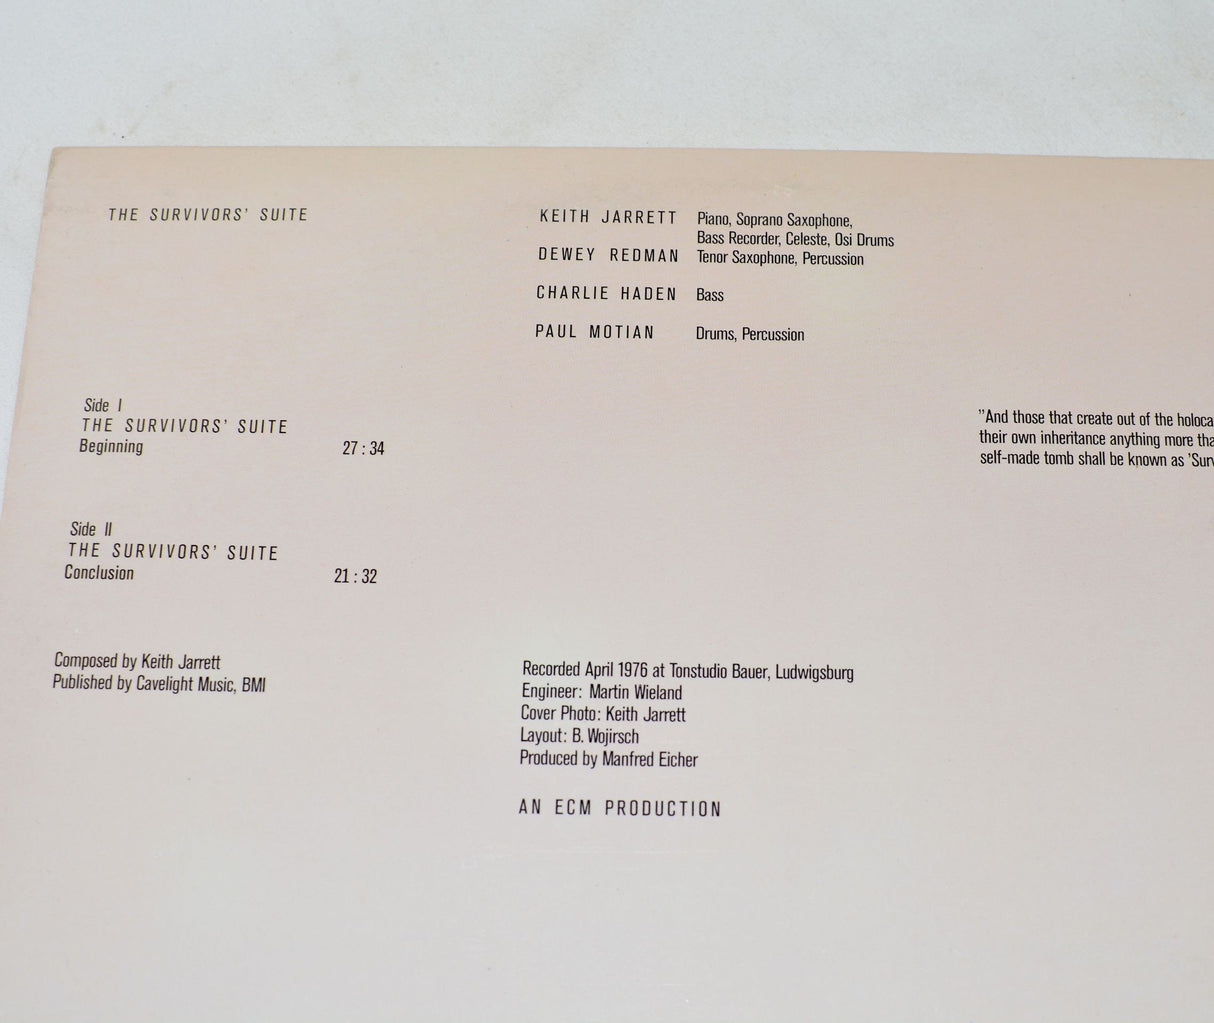 THE SURVIVORS' SUITE
KEITH JARRETT Piano, Soprano Saxophone,
Bass Recorder, Celeste, Osi Drums
DEWEY REDMAN Tenor Saxophone, Percussion
CHARLIE HADEN Bass
PAUL MOTIAN Drums, Percussion
Side I
THE SURVIVORS' SUITE
Beginning 27:34
Side II
THE SURVIVORS' SUITE
Conclusion 21:32
"And those that create out of the
their own inheritance anything more
self-made tomb shall be known as
Composed by Keith Jarrett
Published by Cavelight Music, BMI
Recorded April 1976 at Tonstudio Bauer, Ludwigsburg
Engineer: Martin Wieland
Cover Photo: Keith Jarrett
Layout: B. Wojirsch
Produced by Manfred Eicher
AN ECM PRODUCTION